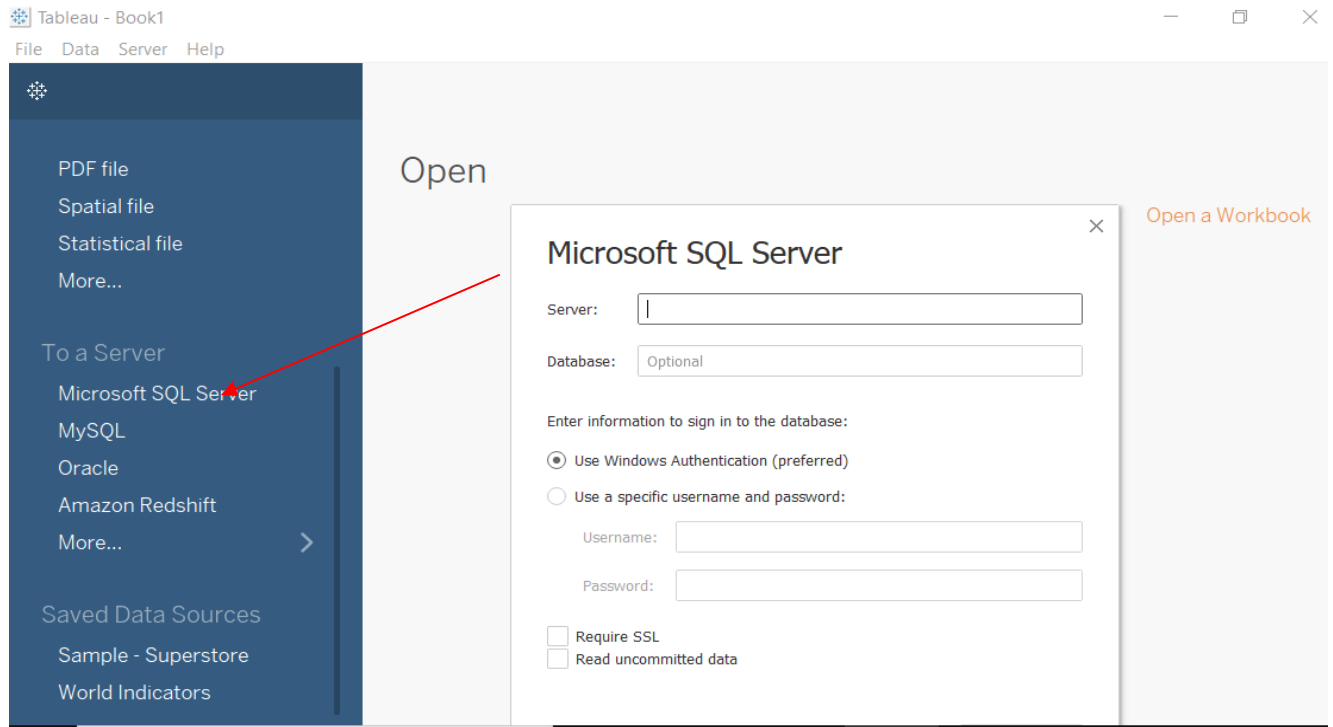 Tableau - Book1
File Data Server Help
PDF file
Spatial file
Statistical file
More...
To a Server
Microsoft SQL Server
MySQL
Oracle
Amazon Redshift
More...
Saved Data Sources
Sample - Superstore
World Indicators
Open
Open a Workbook
Microsoft SQL Server
Server:
Database: Optional
Enter information to sign in to the database:
Use Windows Authentication (preferred)
Use a specific username and password:
Username:
Password:
Require SSL
Read uncommitted data